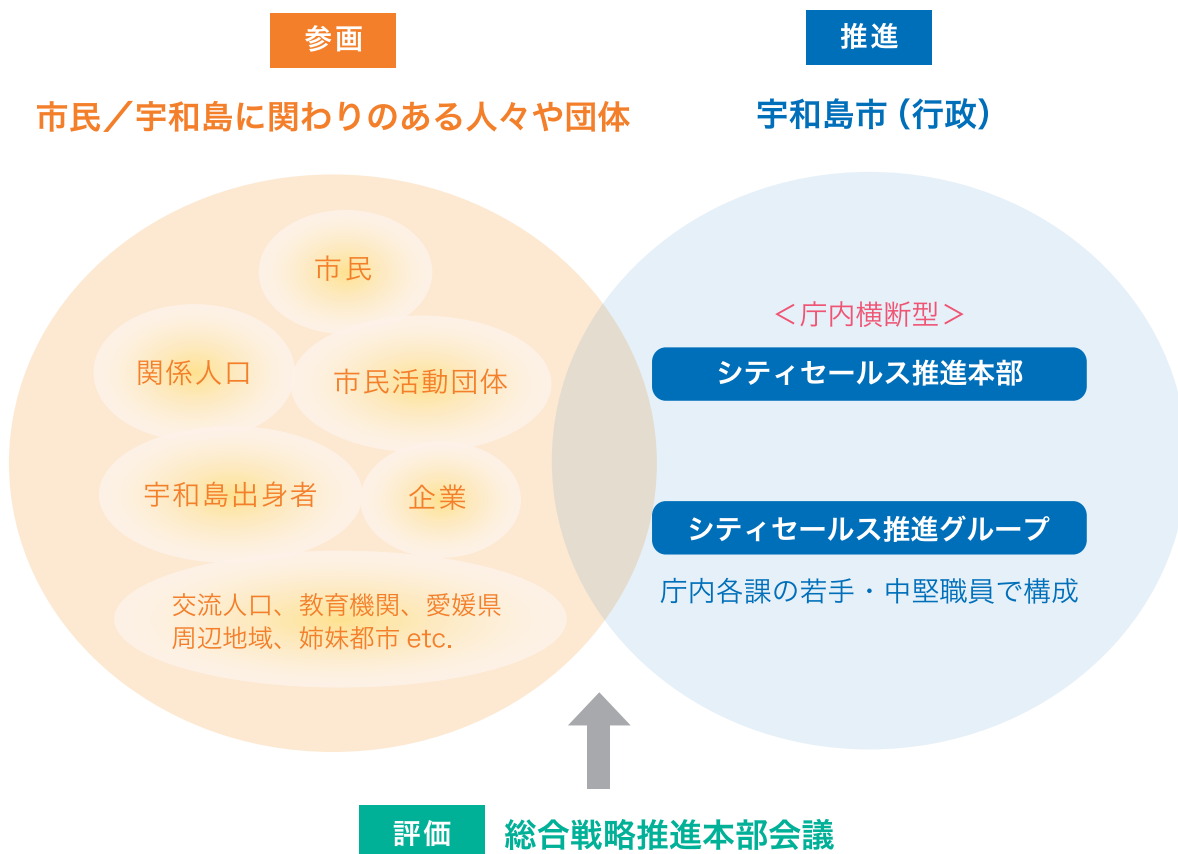 参画
市民／宇和島に関わりのある人々や団体
市民
関係人口
市民活動団体
宇和島出身者
企業
交流人口、教育機関、愛媛県
周辺地域、姉妹都市 etc.
推進
宇和島市（行政）
＜庁内横断型＞
シティセールス推進本部
シティセールス推進グループ
庁内各課の若手・中堅職員で構成
評価
総合戦略推進本部会議